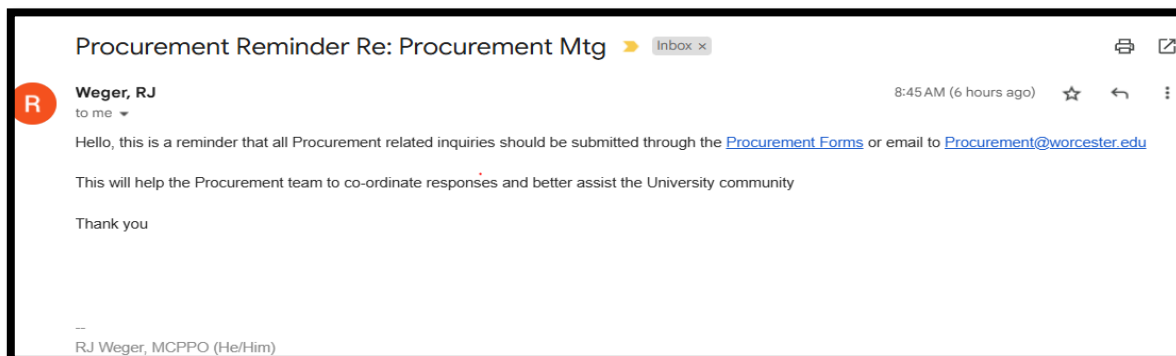 Procurement Reminder Re: Procurement Mtg Inbox ×
R
Weger, RJ 8:45 AM (6 hours ago)
to me
Hello, this is a reminder that all Procurement related inquiries should be submitted through the Procurement Forms or email to Procurement@worcester.edu
This will help the Procurement team to co-ordinate responses and better assist the University community
Thank you
--
RJ Weger, MCPPO (He/Him)